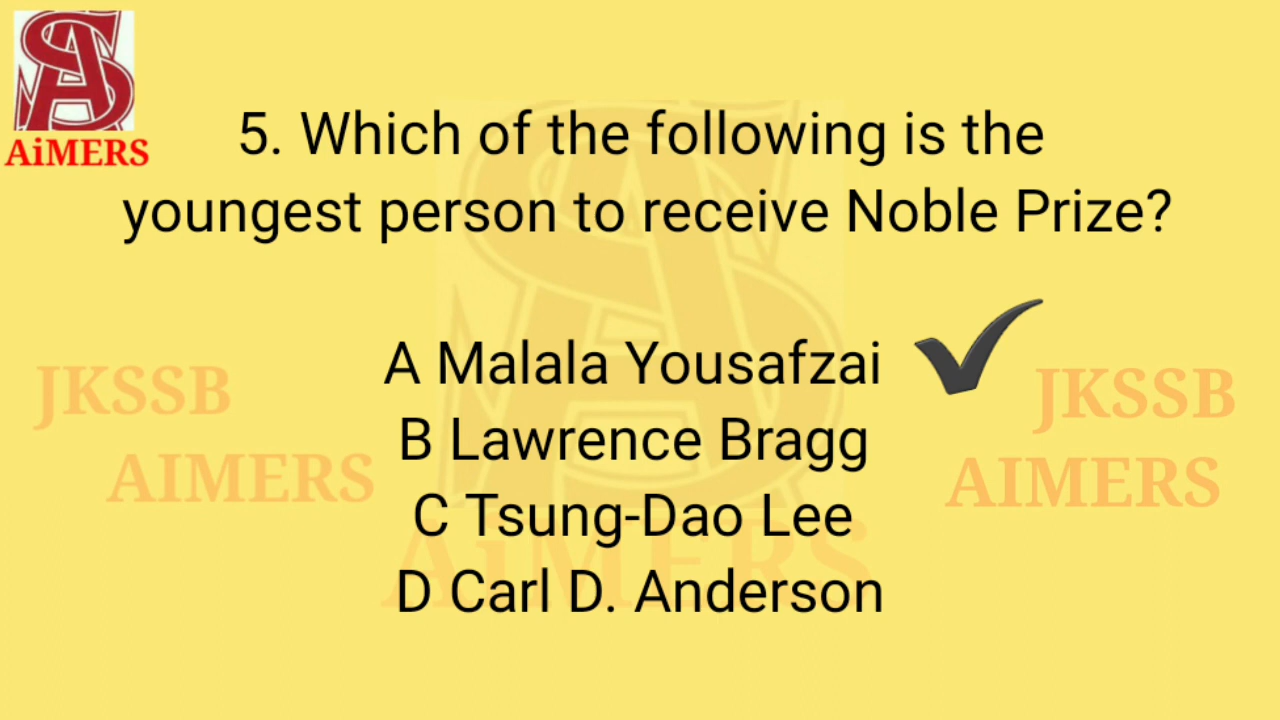 AiMERS
5. Which of the following is the
youngest person to receive Noble Prize?
A Malala Yousafzai
B Lawrence Bragg
C Tsung-Dao Lee
D Carl D. Anderson
JKSSB
AIMERS
JKSSB
AIMERS
AiMERS